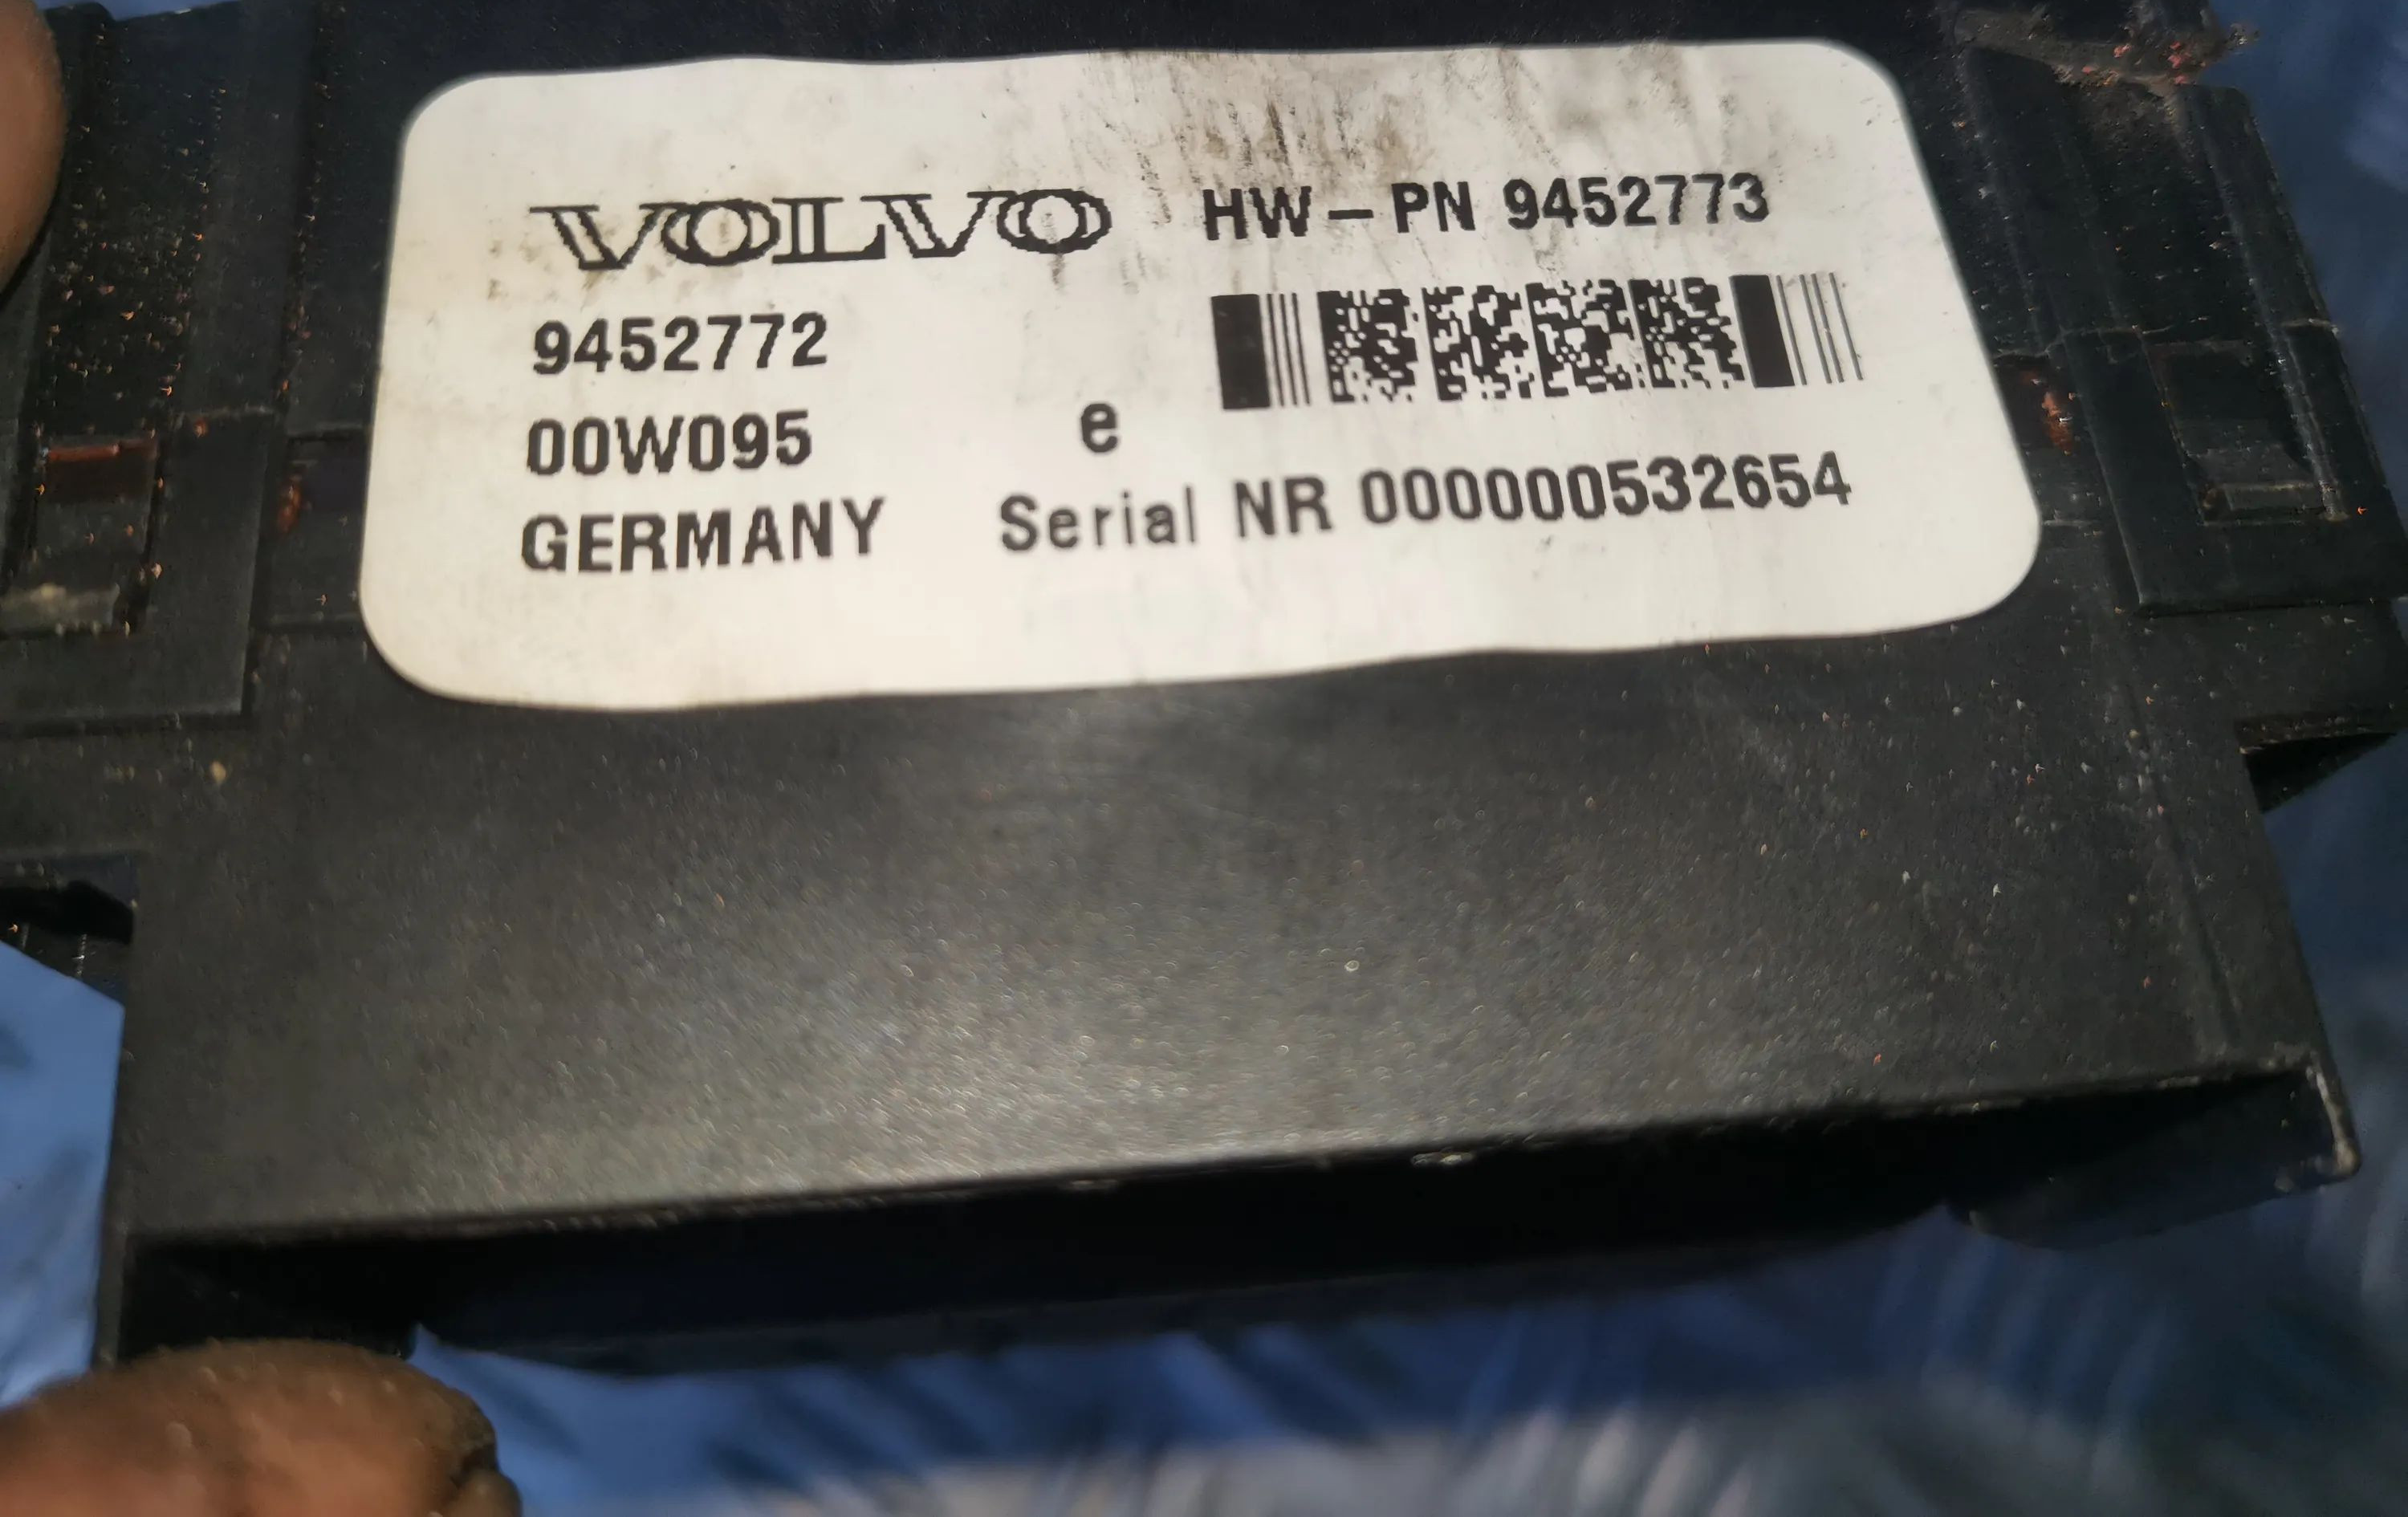 VOLVO HW-PN 9452773
9452772
00W095 e
GERMANY Serial NR 000000532654